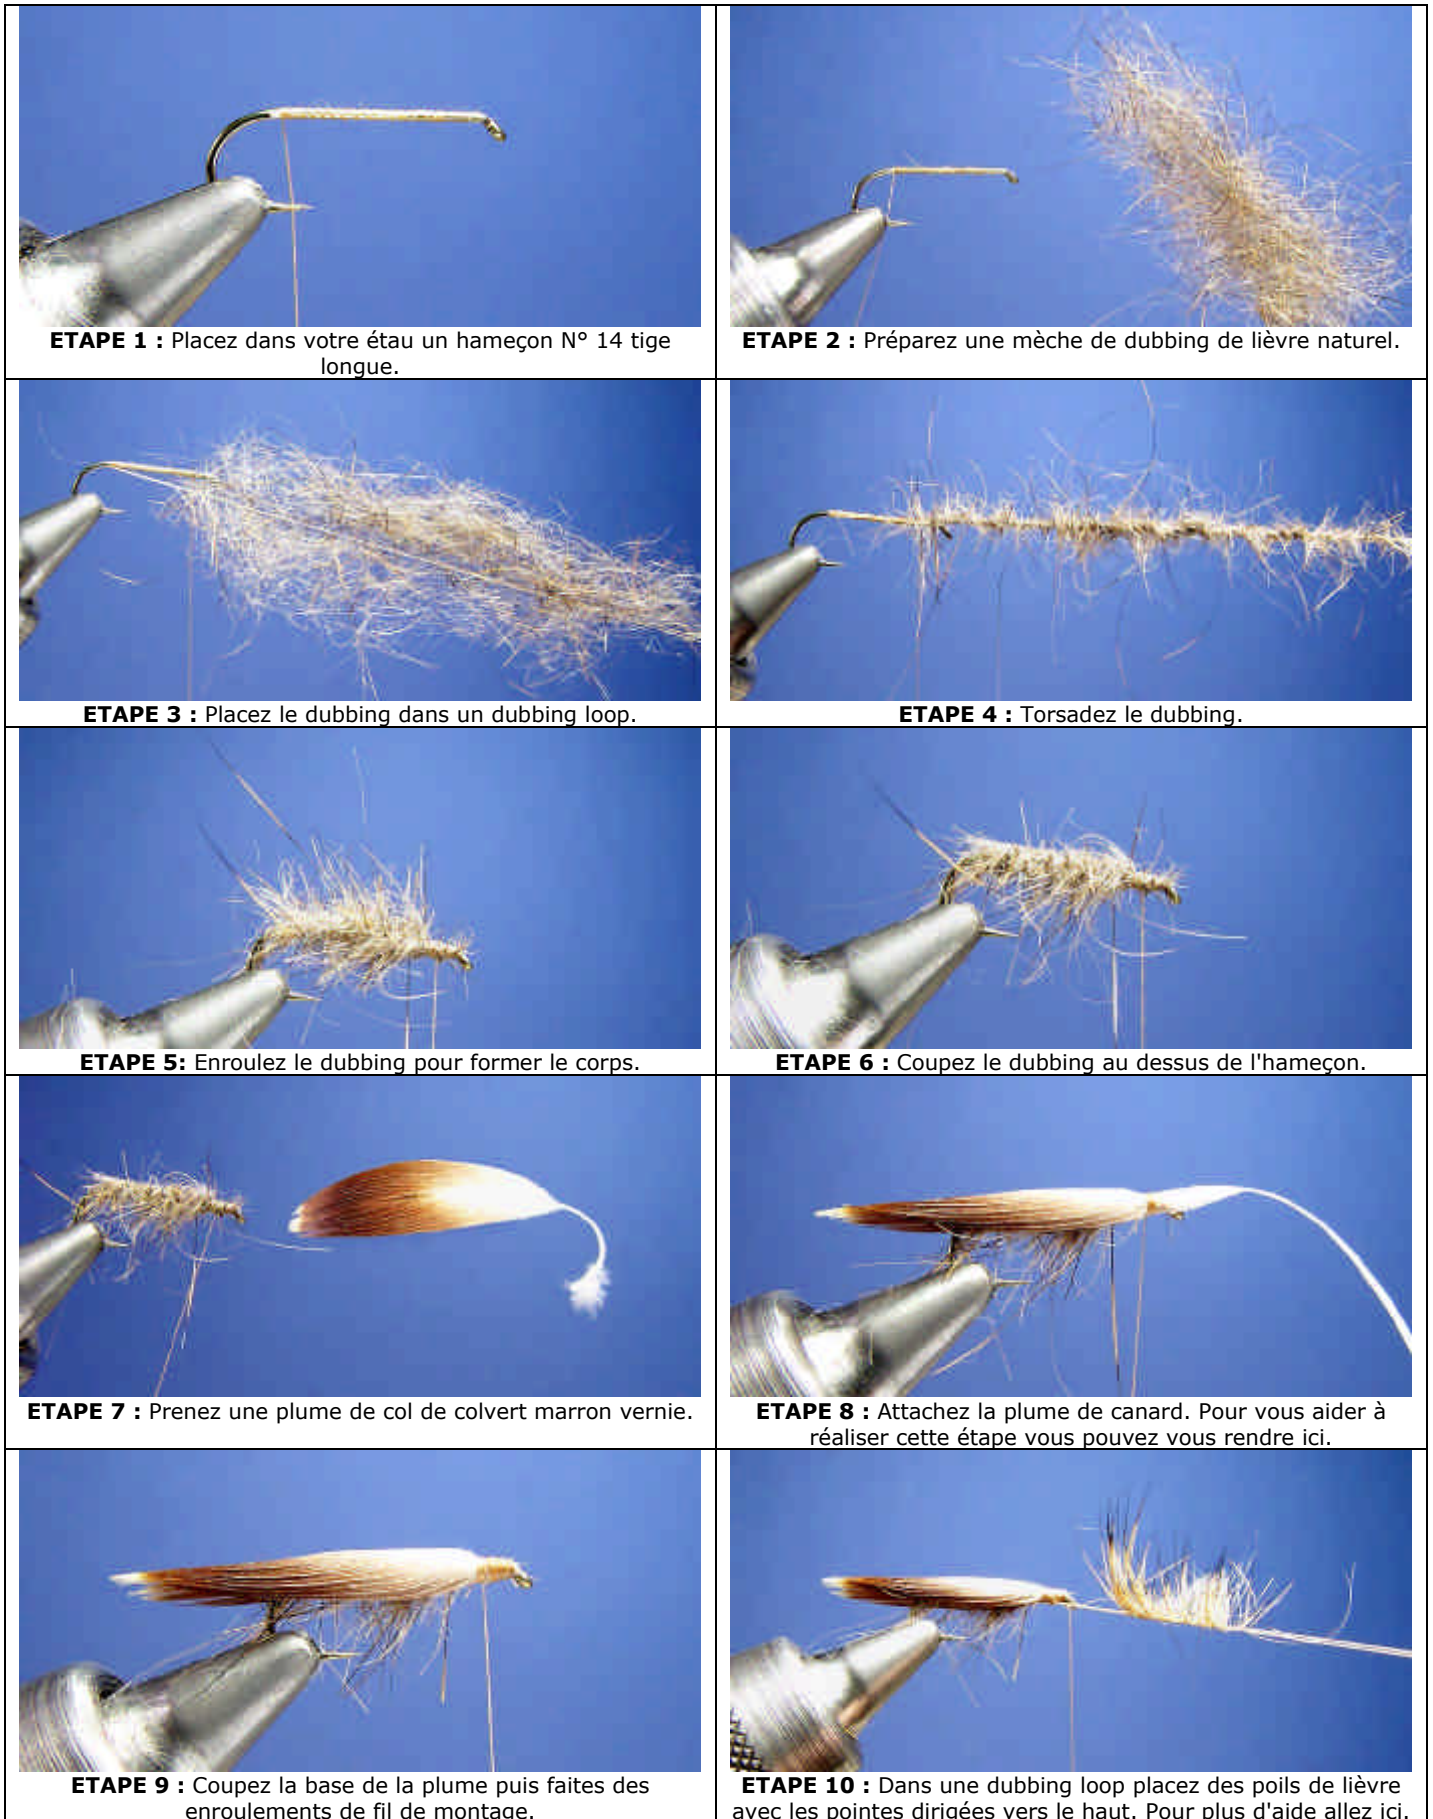 ETAPE 1 : Placez dans votre étau un hameçon N° 14 tige
longue.
ETAPE 2 : Préparez une mèche de dubbing de lièvre naturel.
ETAPE 3 : Placez le dubbing dans un dubbing loop.
ETAPE 4 : Torsadez le dubbing.
ETAPE 5: Enroulez le dubbing pour former le corps.
ETAPE 6 : Coupez le dubbing au dessus de l'hameçon.
ETAPE 7 : Prenez une plume de col de colvert marron vernie.
ETAPE 8 : Attachez la plume de canard. Pour vous aider à
réaliser cette étape vous pouvez vous rendre ici.
ETAPE 9 : Coupez la base de la plume puis faites des
enroulements de fil de montage.
ETAPE 10 : Dans une dubbing loop placez des poils de lièvre
avec les pointes dirigées vers le haut. Pour plus d'aide allez ici.